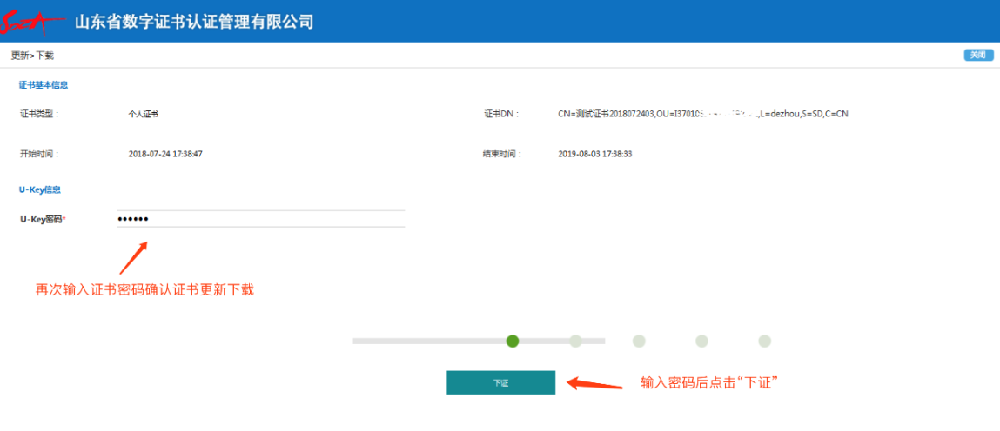 山东省数字证书认证管理有限公司
更新>下载
关闭
证书基本信息
证书类型：
个人证书
证书DN：
CN=测试证书2018072403,OU=I37010 ,L=dezhou,S=SD,C=CN
开始时间：
2018-07-24 17:38:47
结束时间：
2019-08-03 17:38:33
U-Key信息
U-Key密码*
••••••
再次输入证书密码确认证书更新下载
下证
输入密码后点击“下证”